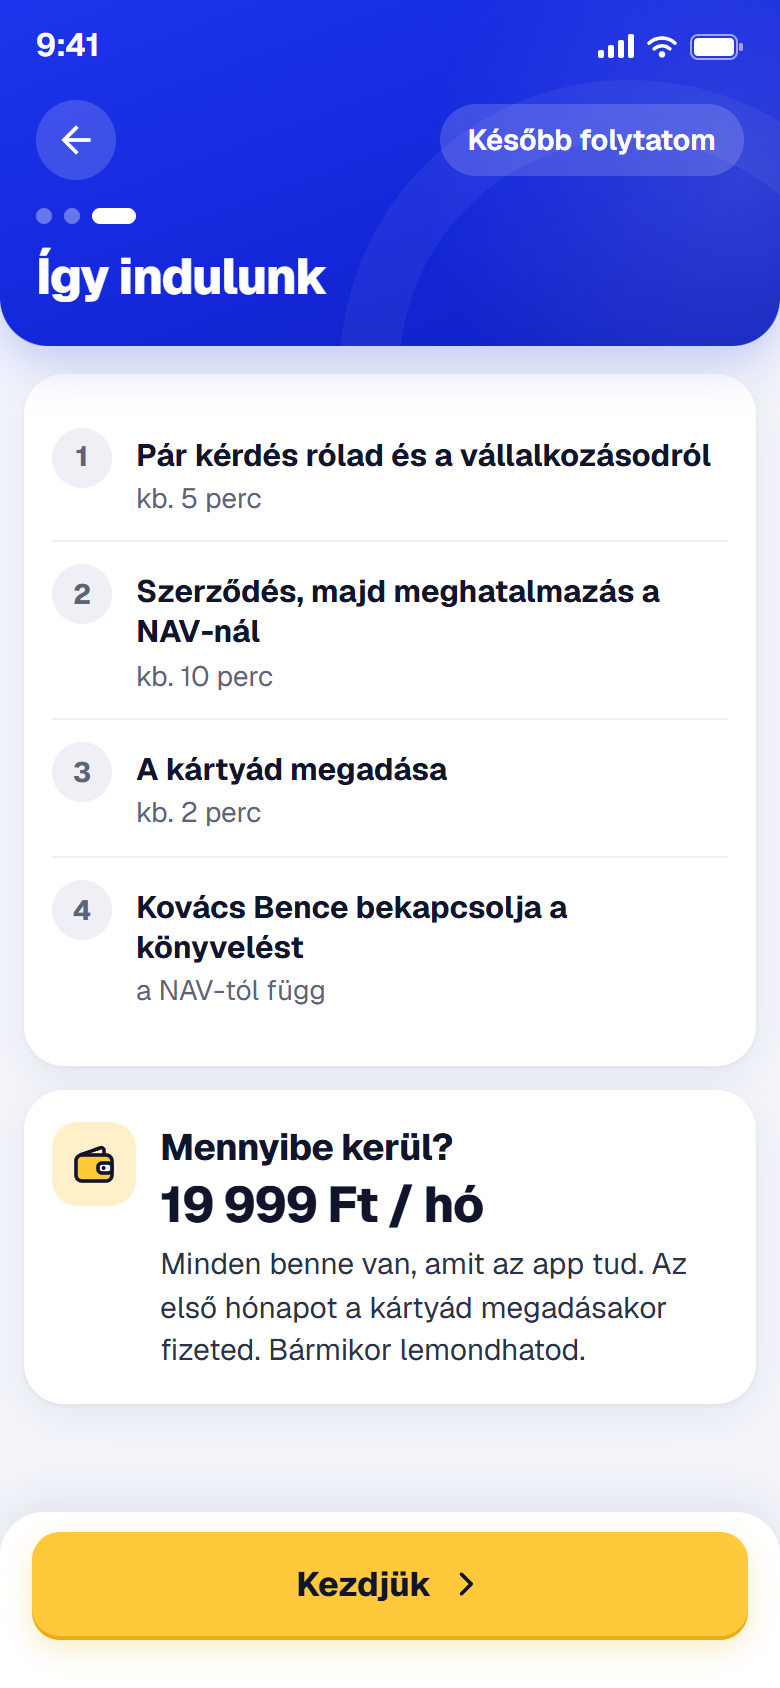 9:41
Később folytatom
Így indulunk
1
Pár kérdés rólad és a vállalkozásodról
kb. 5 perc
2
Szerződés, majd meghatalmazás a
NAV-nál
kb. 10 perc
3
A kártyád megadása
kb. 2 perc
4
Kovács Bence bekapcsolja a
könyvelést
a NAV-tól függ
Mennyibe kerül?
19 999 Ft / hó
Minden benne van, amit az app tud. Az
első hónapot a kártyád megadásakor
fizeted. Bármikor lemondhatod.
Kezdjük